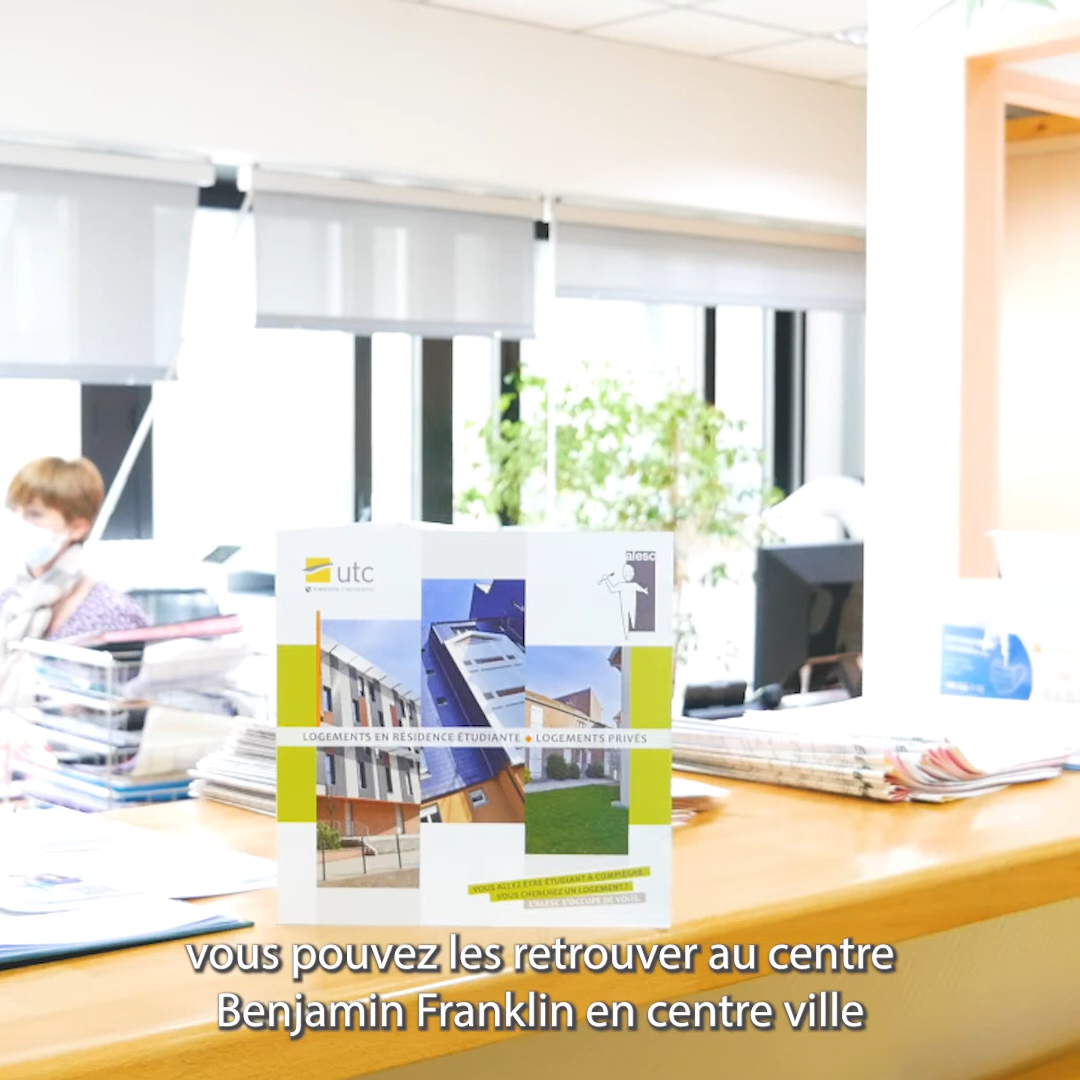 utc
alesc
LOGEMENTS EN RÉSIDENCE ÉTUDIANTE ◆ LOGEMENTS PRIVÉS
VOUS ALLEZ ÊTRE ÉTUDIANT A COMPIÈGNE,
VOUS CHERCHEZ UN LOGEMENT ?
L'ALESC S'OCCUPE DE VOUS.
vous pouvez les retrouver au centre
Benjamin Franklin en centre ville